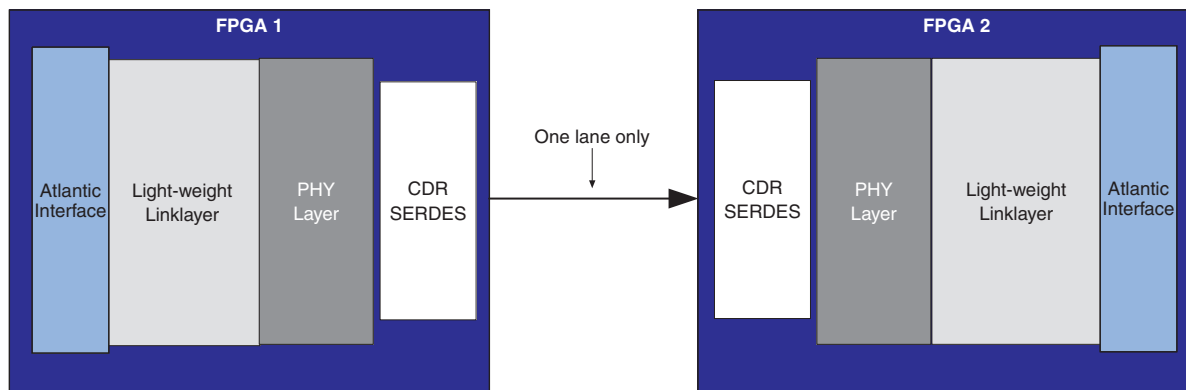 FPGA 1
Atlantic
Interface
Light-weight
Linklayer
PHY
Layer
CDR
SERDES
One lane only
FPGA 2
CDR
SERDES
PHY
Layer
Light-weight
Linklayer
Atlantic
Interface